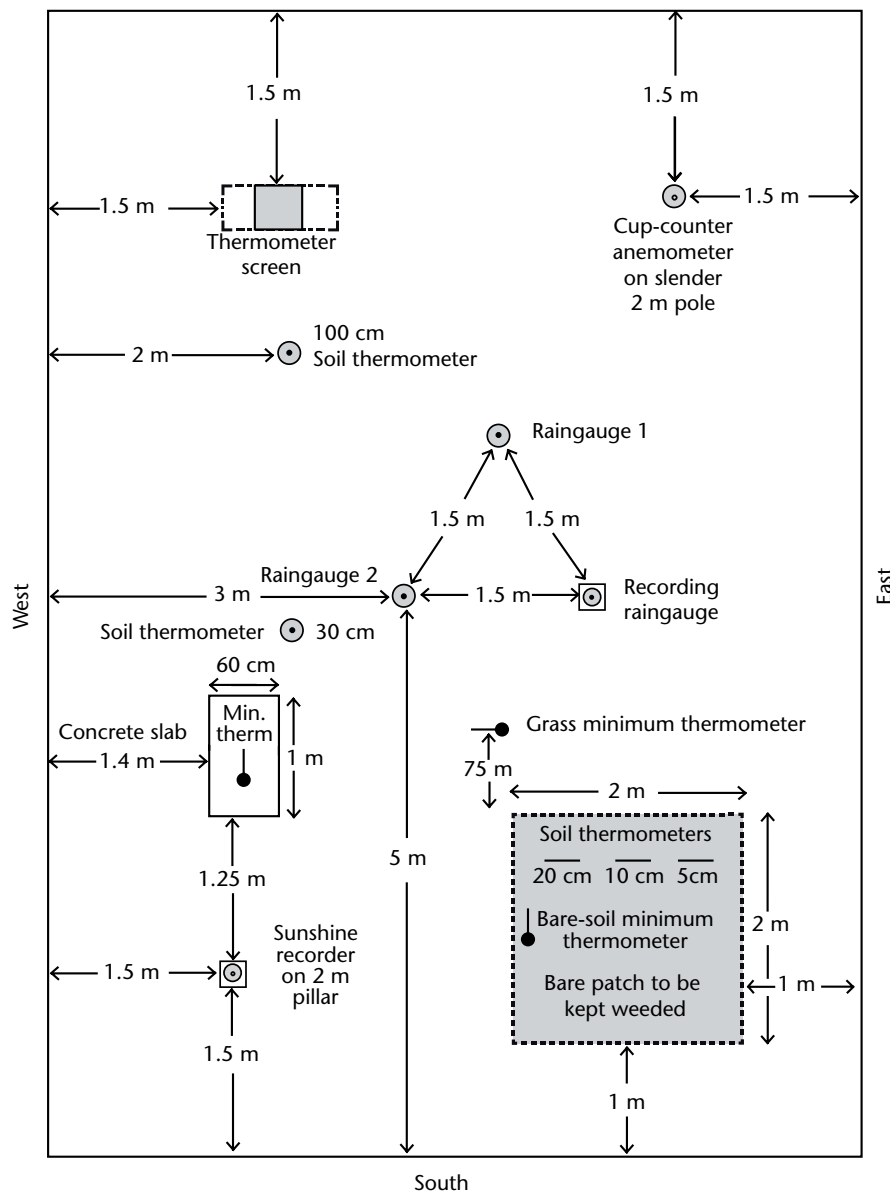 1.5 m
1.5 m
1.5 m
1.5 m
Thermometer
screen
Cup-counter
anemometer
on slender
2 m pole
100 cm
Soil thermometer
2 m
Raingauge 1
1.5 m
1.5 m
Raingauge 2
3 m
1.5 m
Recording
raingauge
West
East
Soil thermometer
30 cm
60 cm
Min.
therm
Concrete slab
1.4 m
1 m
Grass minimum thermometer
75 m
2 m
5 m
Soil thermometers
20 cm 10 cm 5cm
Bare-soil minimum
thermometer
2 m
Bare patch to be
kept weeded
1 m
1.25 m
Sunshine
recorder
on 2 m
pillar
1.5 m
1.5 m
1 m
South